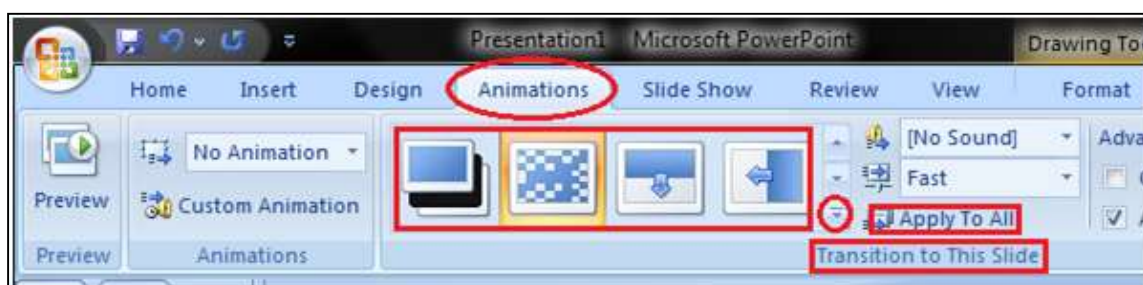 Presentation1 Microsoft PowerPoint Drawing To
Home Insert Design Animations Slide Show Review View Format
No Animation [No Sound] Adva
Fast
Preview Custom Animation Apply To All
Preview Animations Transition to This Slide